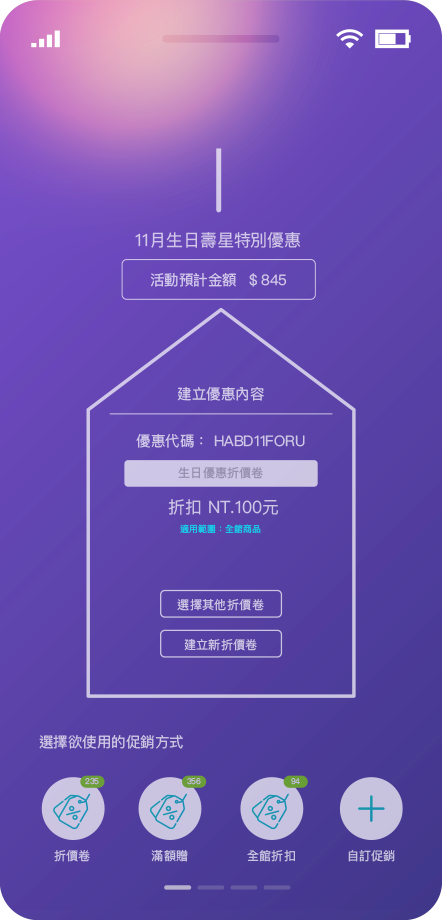 11月生日壽星特別優惠
活動預計金額 $ 845
建立優惠內容
優惠代碼： HABD11FORU
生日優惠折價卷
折扣 NT.100元
適用範圍：全館商品
選擇其他折價卷
建立新折價卷
選擇欲使用的促銷方式
235 356 94
折價卷 滿額贈 全館折扣 自訂促銷